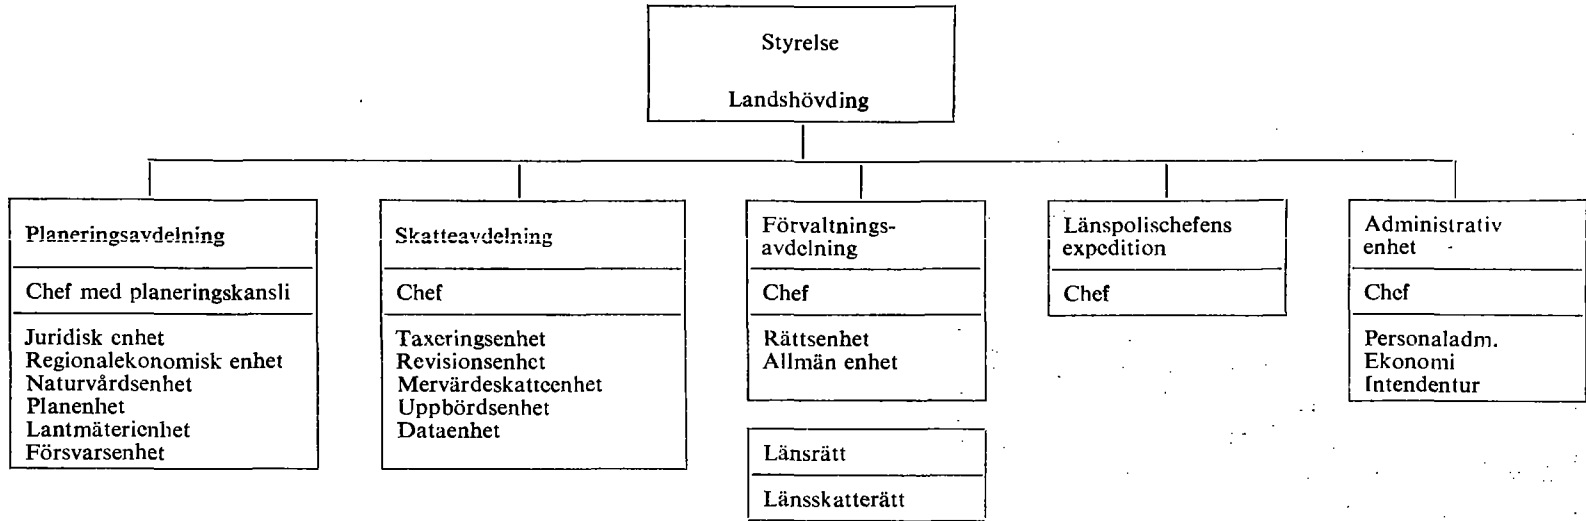 Styrelse
Landshövding
Planeringsavdelning
Chef med planeringskansli
Juridisk enhet
Regionalekonomisk enhet
Naturvårdsenhet
Planenhet
Lantmäterienhet
Försvarsenhet
Skatteavdelning
Chef
Taxeringsenhet
Revisionsenhet
Mervärdeskatteenhet
Uppbördsenhet
Dataenhet
Förvaltnings-
avdelning
Chef
Rättsenhet
Allmän enhet
Länsrätt
Länsskatterätt
Länspolischefens
expedition
Chef
Administrativ
enhet
Chef
Personaladm.
Ekonomi
Intendentur